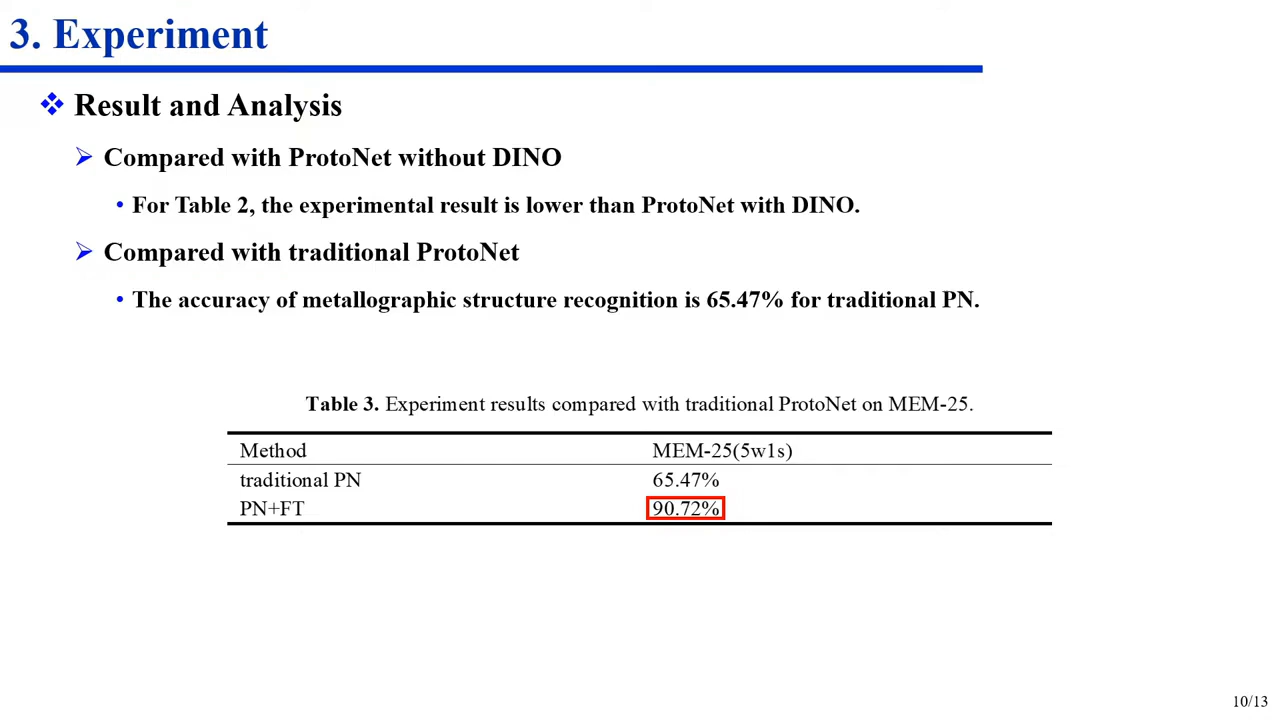 3. Experiment
Result and Analysis
Compared with ProtoNet without DINO
• For Table 2, the experimental result is lower than ProtoNet with DINO.
Compared with traditional ProtoNet
• The accuracy of metallographic structure recognition is 65.47% for traditional PN.
Table 3. Experiment results compared with traditional ProtoNet on MEM-25.
Method MEM-25(5w1s)
traditional PN 65.47%
PN+FT 90.72%
10/13